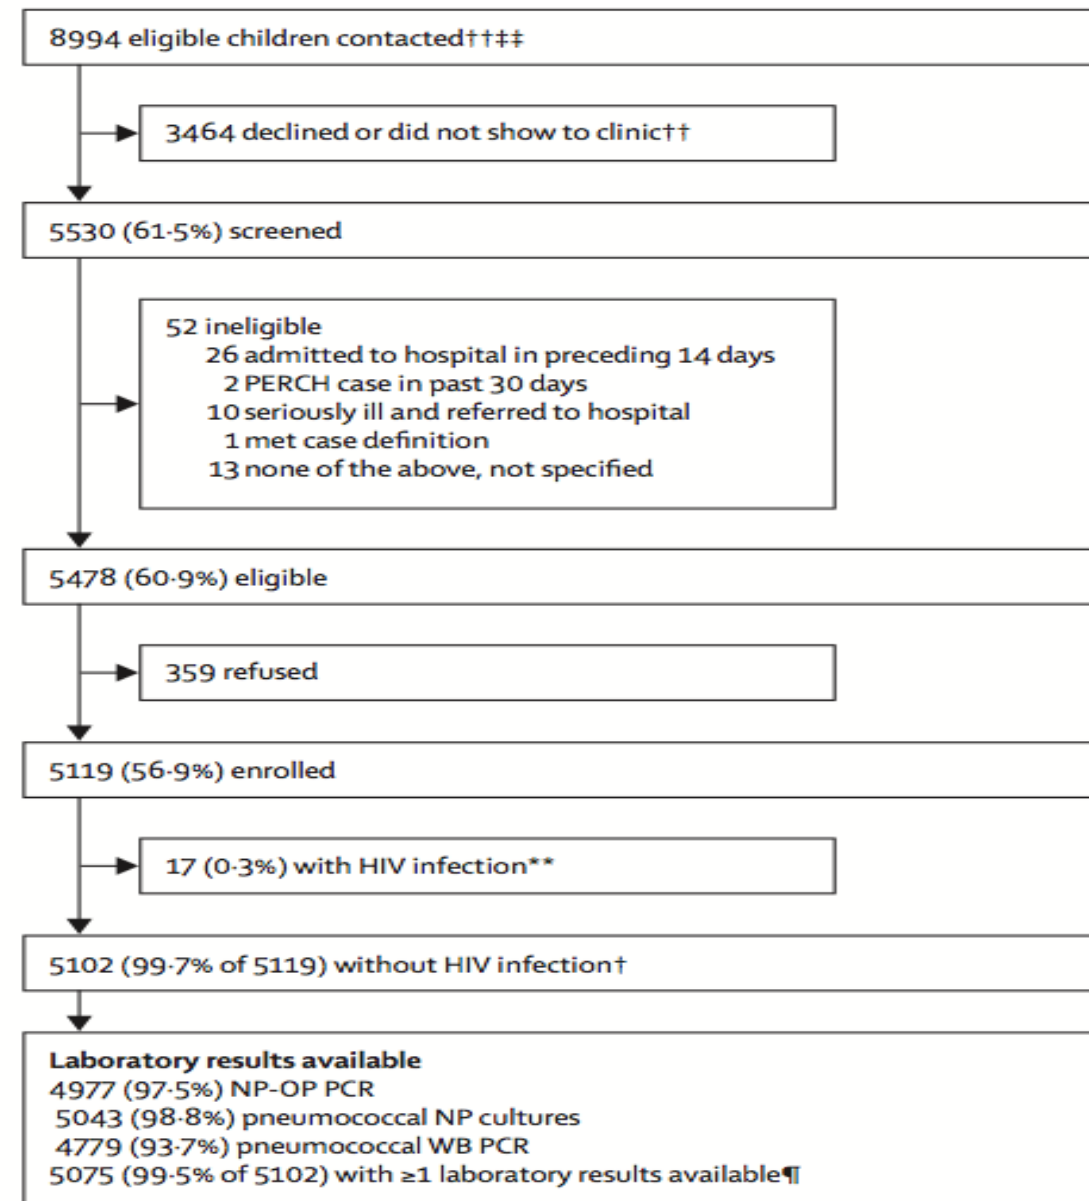 8994 eligible children contacted††‡‡
3464 declined or did not show to clinic††
5530 (61·5%) screened
52 ineligible
26 admitted to hospital in preceding 14 days
2 PERCH case in past 30 days
10 seriously ill and referred to hospital
1 met case definition
13 none of the above, not specified
5478 (60·9%) eligible
359 refused
5119 (56·9%) enrolled
17 (0·3%) with HIV infection**
5102 (99·7% of 5119) without HIV infection†
Laboratory results available
4977 (97·5%) NP-OP PCR
5043 (98·8%) pneumococcal NP cultures
4779 (93·7%) pneumococcal WB PCR
5075 (99·5% of 5102) with ≥1 laboratory results available¶